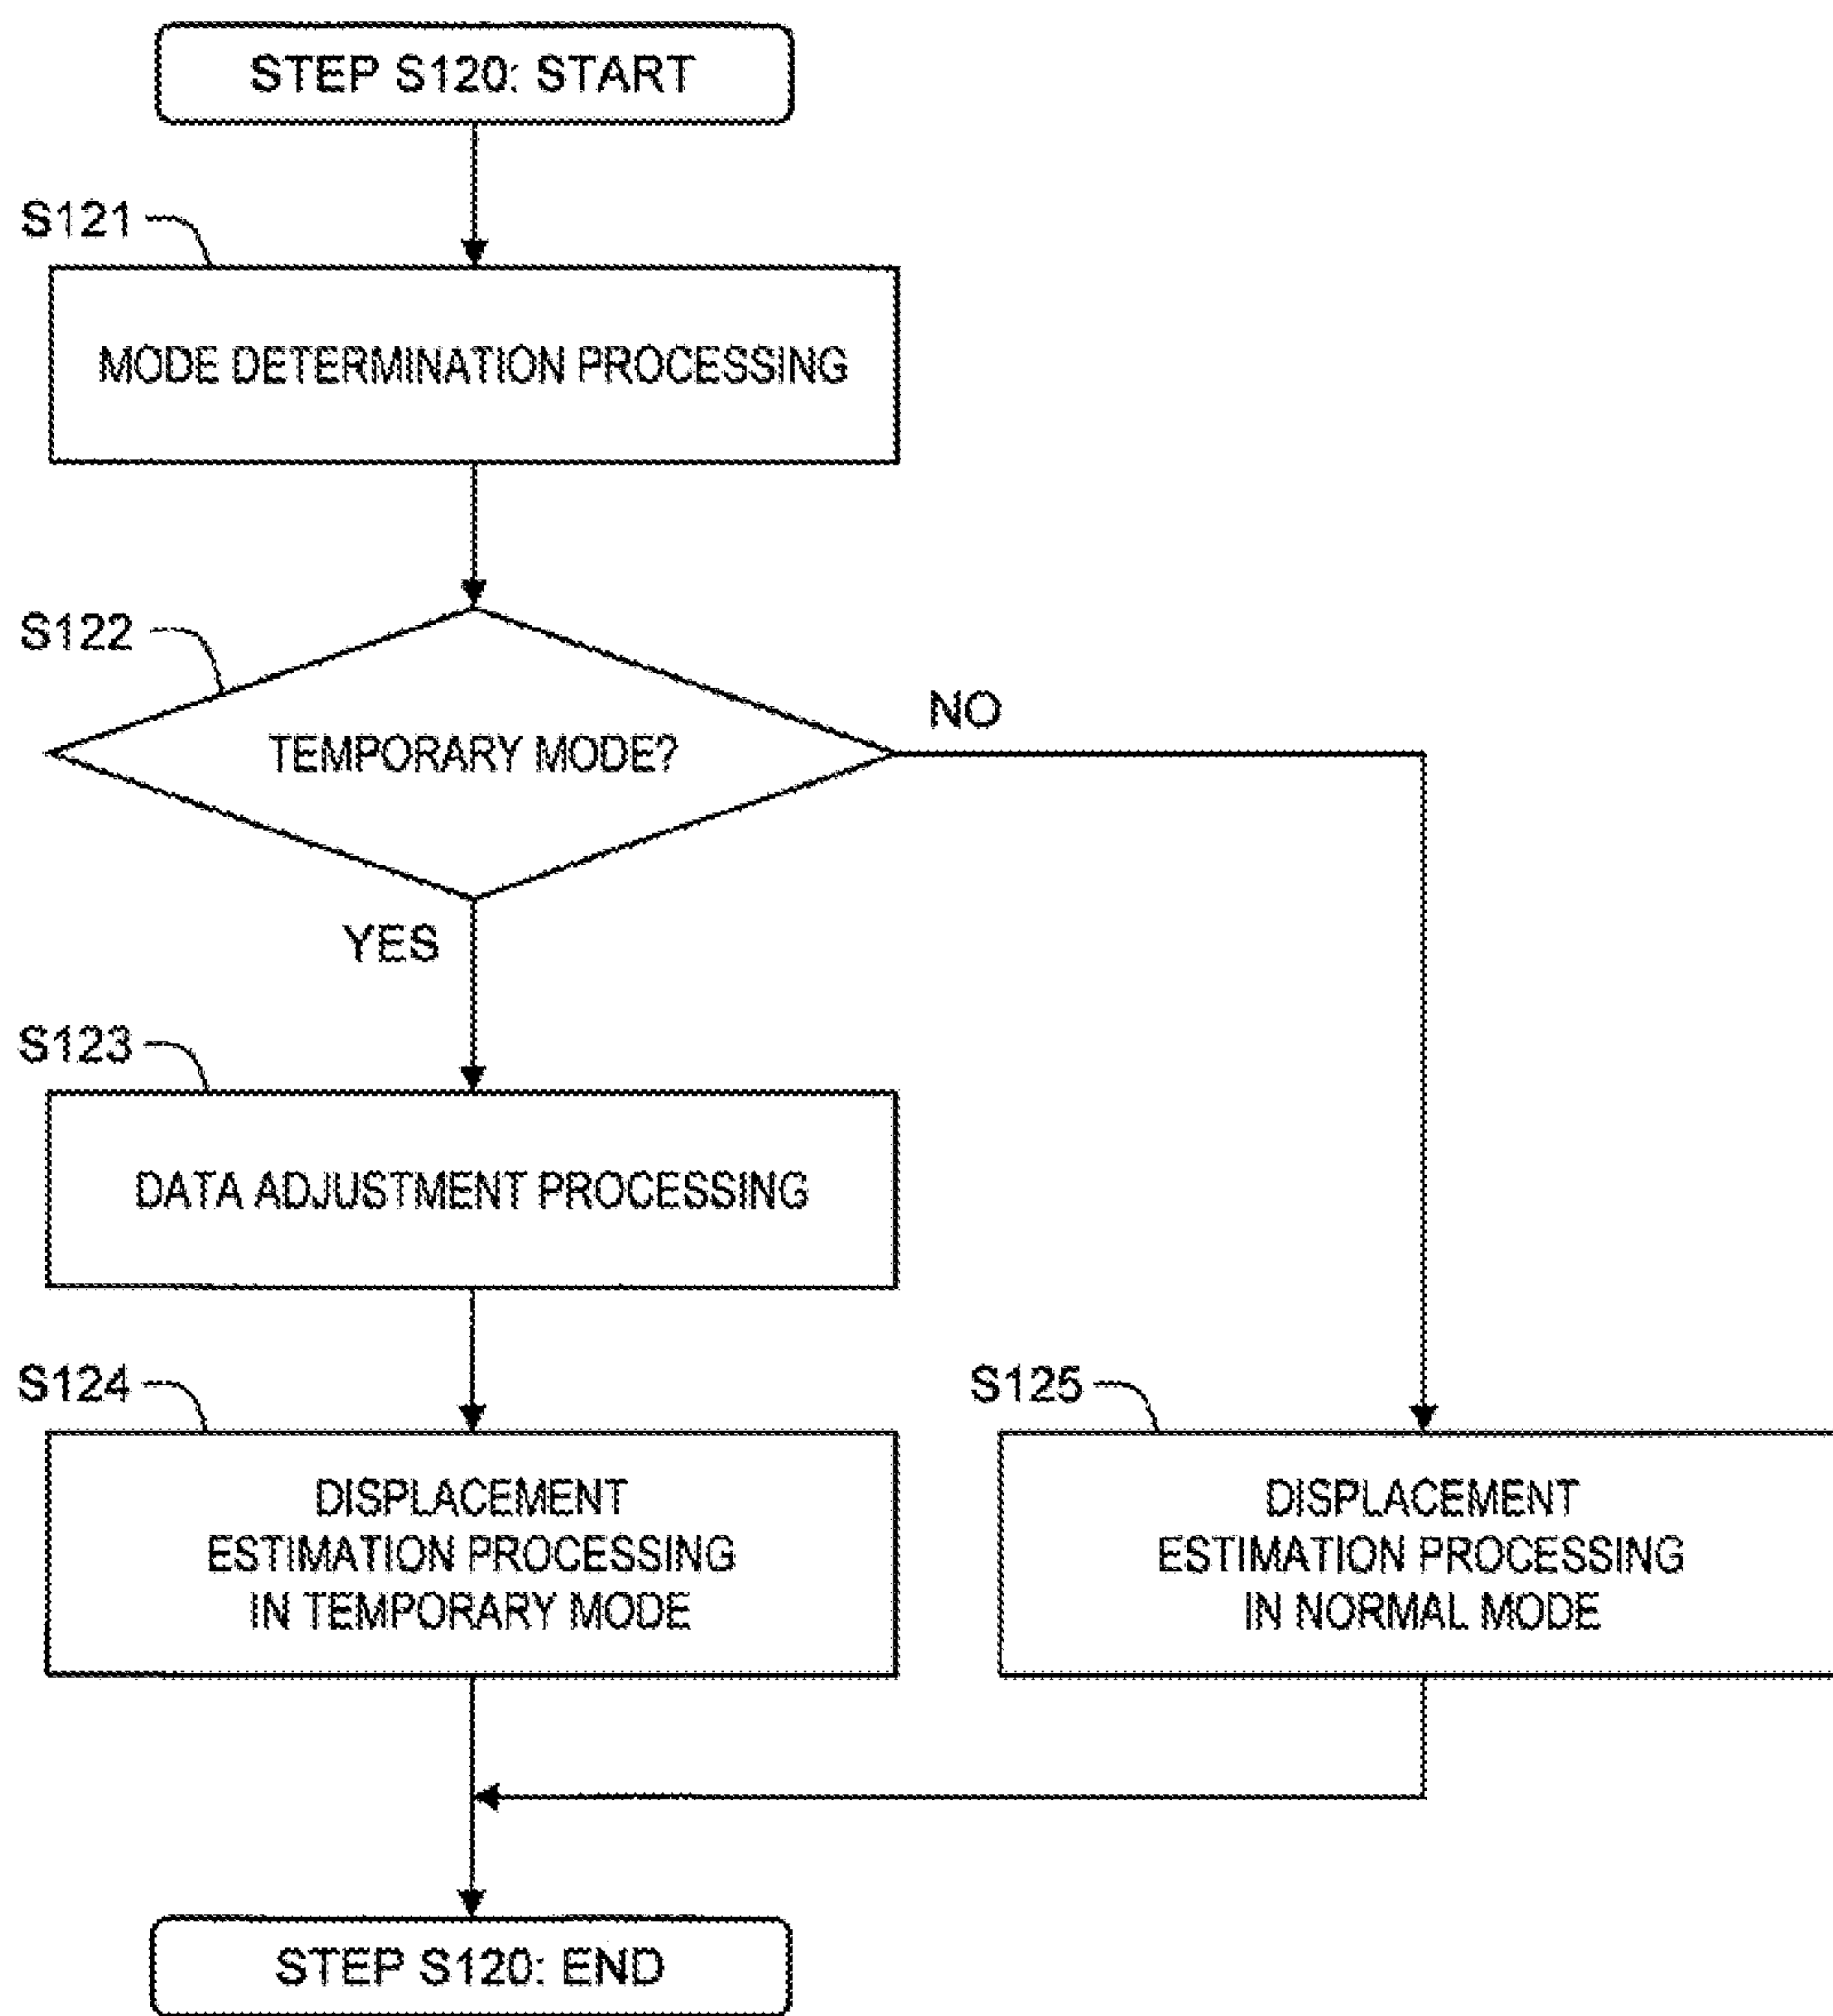 STEP S120: START
S121
MODE DETERMINATION PROCESSING
S122
TEMPORARY MODE?
NO
YES
S123
DATA ADJUSTMENT PROCESSING
S124
DISPLACEMENT
ESTIMATION PROCESSING
IN TEMPORARY MODE
S125
DISPLACEMENT
ESTIMATION PROCESSING
IN NORMAL MODE
STEP S120: END